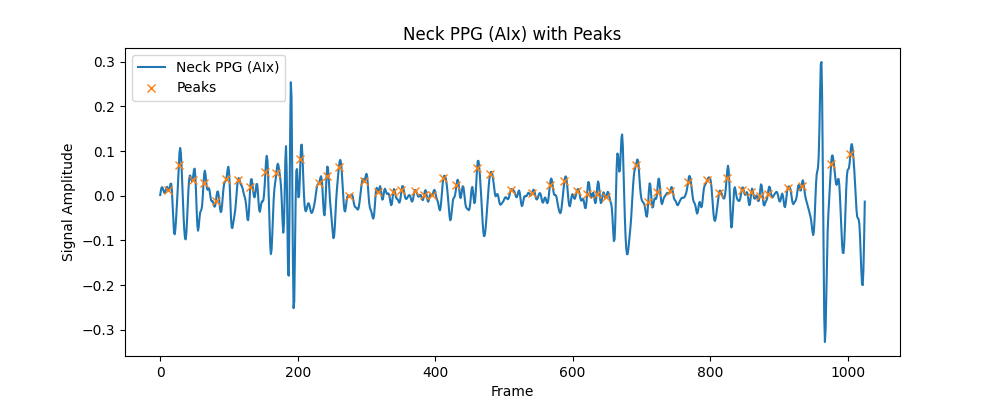 Neck PPG (AIx) with Peaks
Neck PPG (AIx)
Peaks
Signal Amplitude
0.3
0.2
0.1
0.0
−0.1
−0.2
−0.3
0 200 400 600 800 1000
Frame